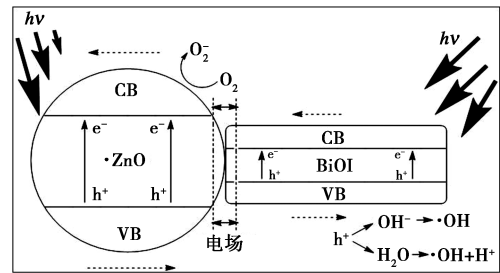 hν
hν
O₂⁻
O₂
CB
e⁻ e⁻
·ZnO
h⁺ h⁺
VB
CB
e⁻ e⁻
BiOI
h⁺ h⁺
VB
电场
h⁺
OH⁻ → ·OH
H₂O → ·OH+H⁺